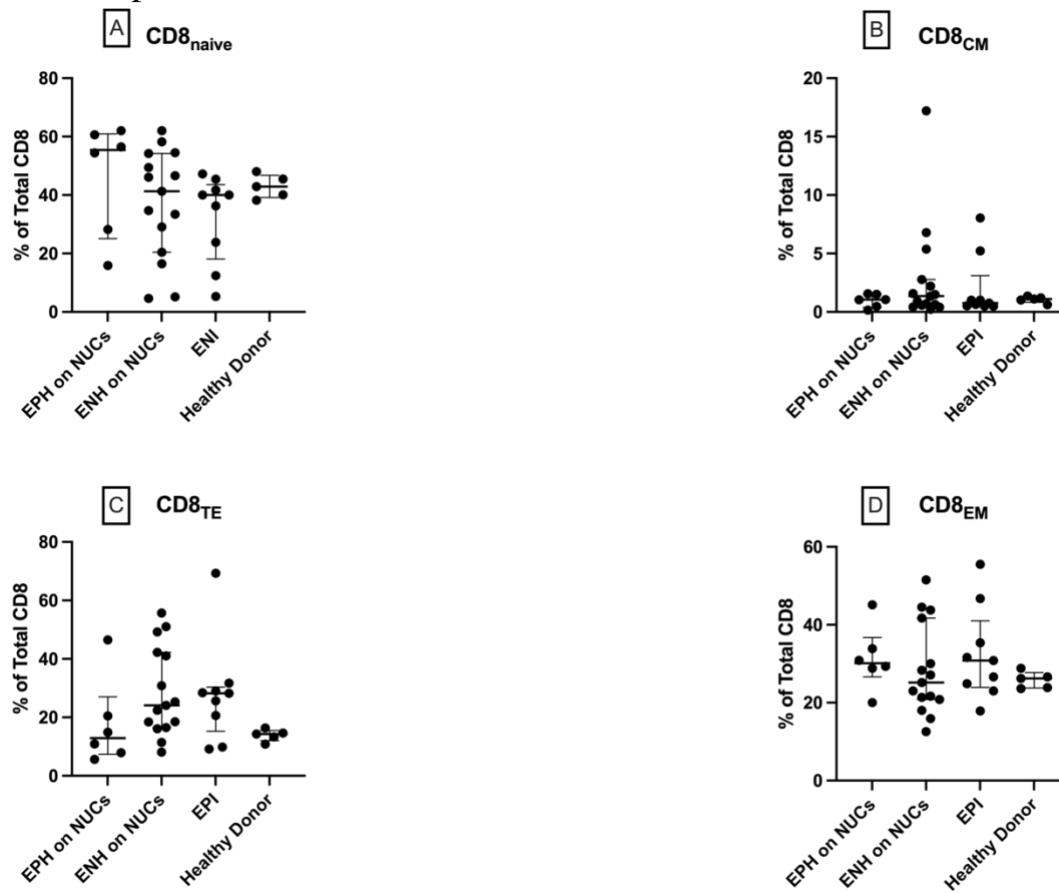 A CD8naive
% of Total CD8
80
60
40
20
0
EPH on NUCs
ENH on NUCs
ENI
Healthy Donor
B CD8CM
% of Total CD8
20
15
10
5
0
EPH on NUCs
ENH on NUCs
EPI
Healthy Donor
C CD8TE
% of Total CD8
80
60
40
20
0
EPH on NUCs
ENH on NUCs
EPI
Healthy Donor
D CD8EM
% of Total CD8
60
40
20
0
EPH on NUCs
ENH on NUCs
EPI
Healthy Donor